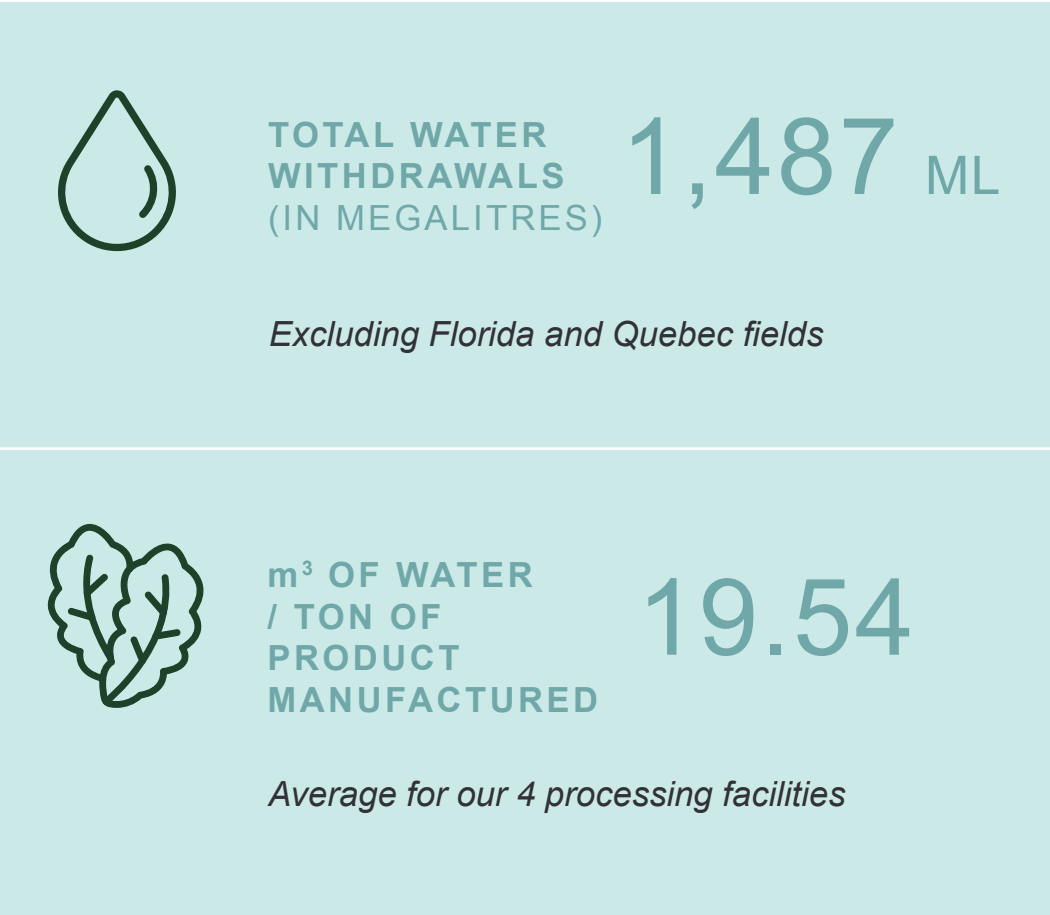 TOTAL WATER
WITHDRAWALS
(IN MEGALITRES)
1,487 ML
Excluding Florida and Quebec fields
m³ OF WATER
/ TON OF
PRODUCT
MANUFACTURED
19.54
Average for our 4 processing facilities